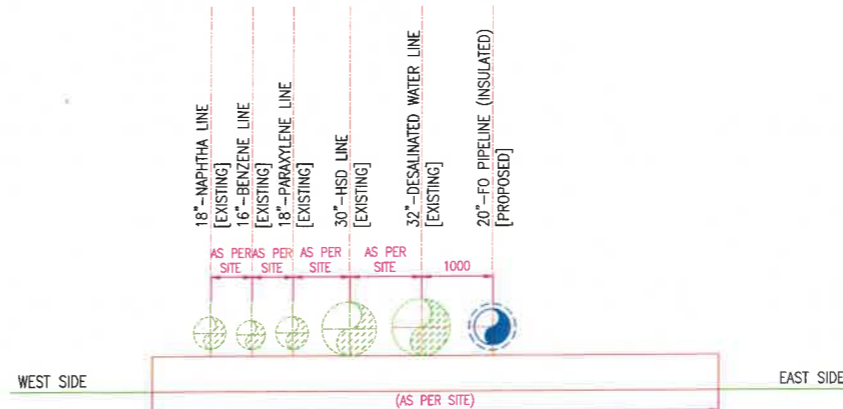 18"-NAPHTHA LINE
[EXISTING]
16"-BENZENE LINE
[EXISTING]
18"-PARAXYLENE LINE
[EXISTING]
30"-HSD LINE
[EXISTING]
32"-DESALINATED WATER LINE
[EXISTING]
20"-FO PIPELINE (INSULATED)
[PROPOSED]
AS PER
SITE
AS PER
SITE
AS PER
SITE
AS PER
SITE
1000
WEST SIDE
EAST SIDE
(AS PER SITE)